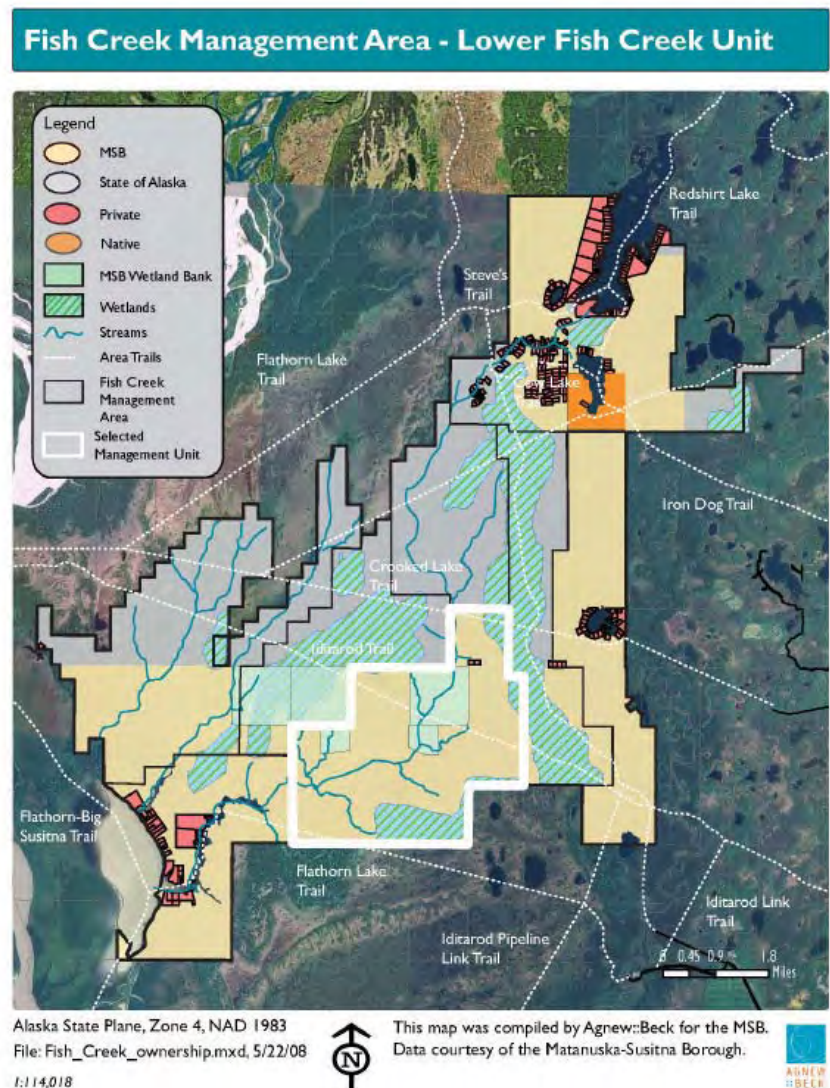 Fish Creek Management Area - Lower Fish Creek Unit
Legend
MSB
State of Alaska
Private
Native
MSB Wetland Bank
Wetlands
Streams
Area Trails
Fish Creek
Management
Area
Selected
Management Unit
Redshirt Lake
Trail
Steve's
Trail
Flathorn Lake
Trail
Cow Lake
Iron Dog Trail
Crooked Lake
Trail
Iditarod Trail
Flathorn-Big
Susitna Trail
Flathorn Lake
Trail
Iditarod Link
Trail
Iditarod Pipeline
Link Trail
0.45 0.9 1.8
Miles
Alaska State Plane, Zone 4, NAD 1983
File: Fish_Creek_ownership.mxd, 5/22/08
1:114,018
N
This map was compiled by Agnew::Beck for the MSB.
Data courtesy of the Matanuska-Susitna Borough.
AGNEW
::BECK